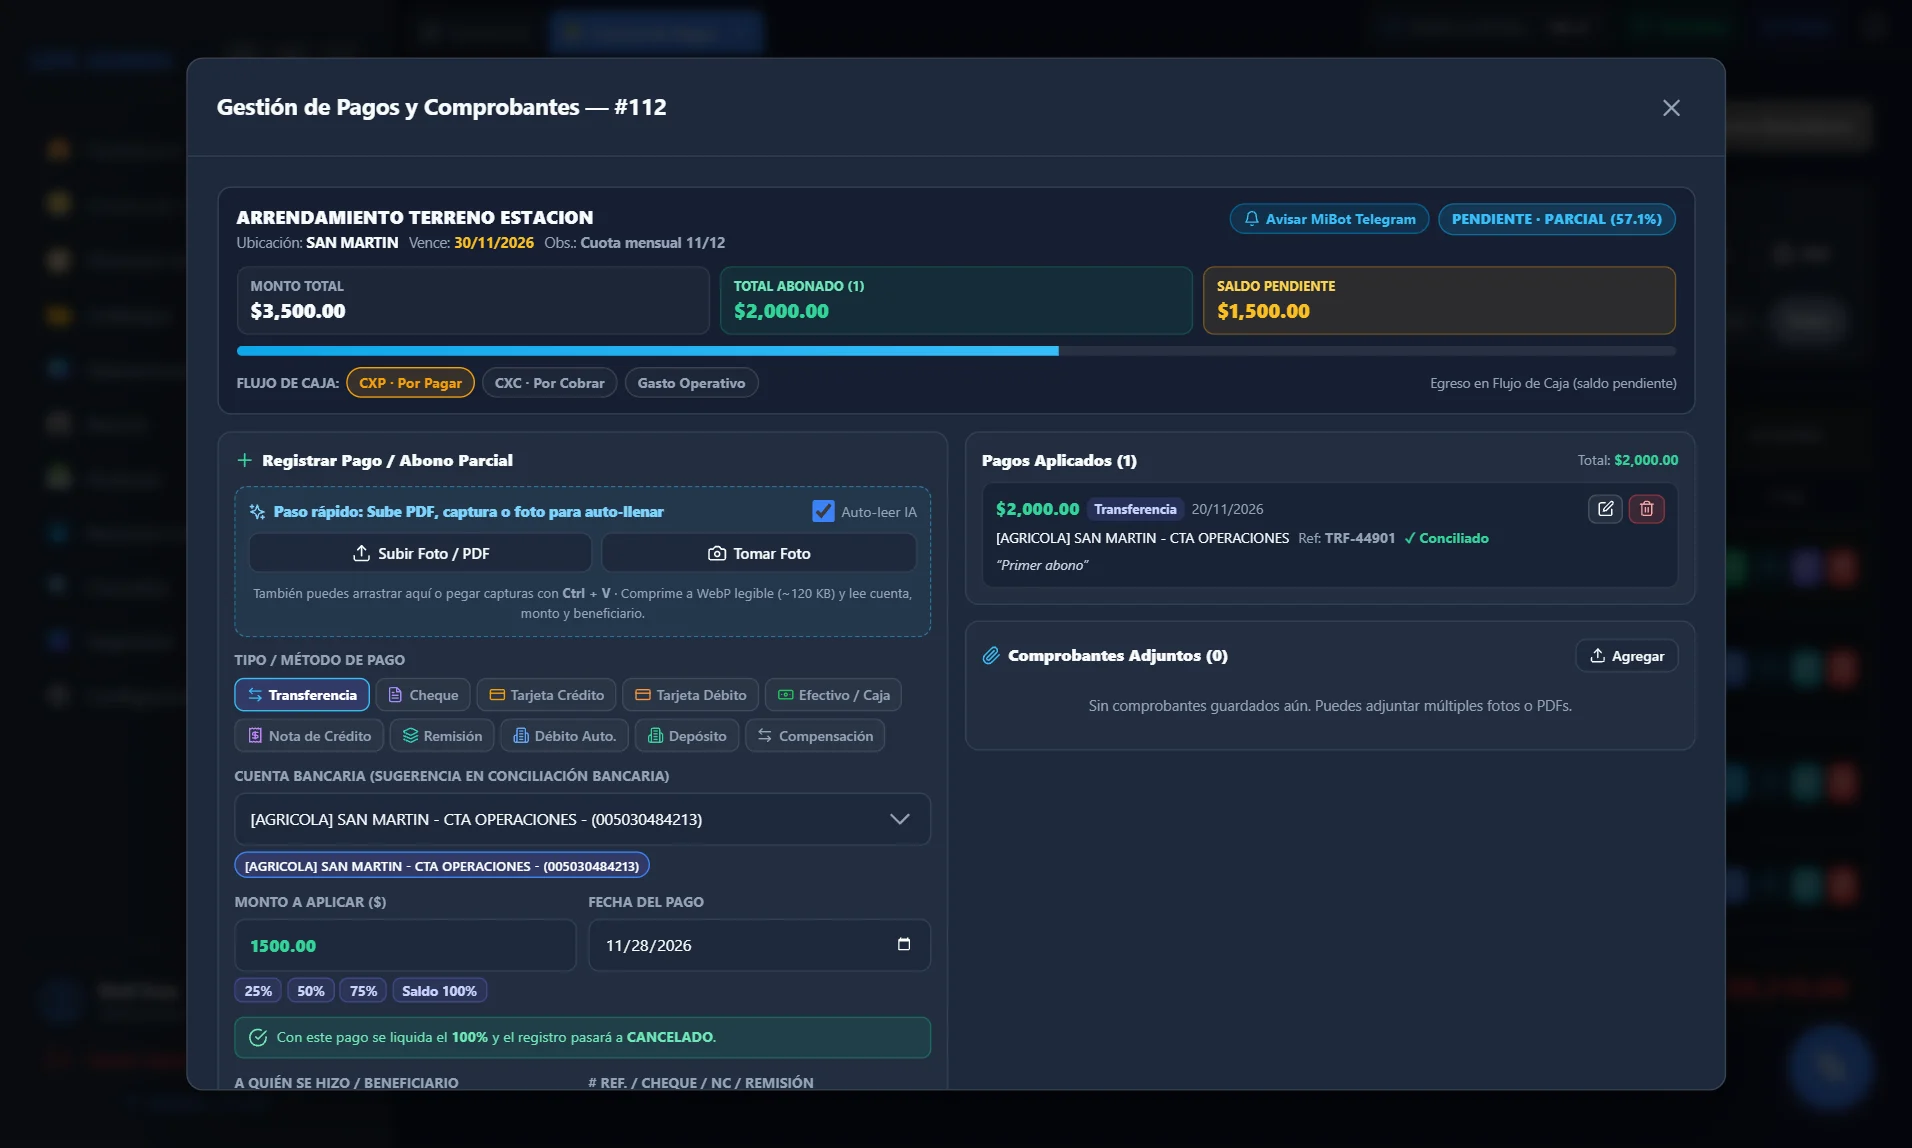 Gestión de Pagos y Comprobantes — #112
ARRENDAMIENTO TERRENO ESTACION
Ubicación: SAN MARTIN Vence: 30/11/2026 Obs.: Cuota mensual 11/12
Avisar MiBot Telegram
PENDIENTE · PARCIAL (57.1%)
MONTO TOTAL
$3,500.00
TOTAL ABONADO (1)
$2,000.00
SALDO PENDIENTE
$1,500.00
FLUJO DE CAJA: CXP · Por Pagar CXC · Por Cobrar Gasto Operativo
Egreso en Flujo de Caja (saldo pendiente)
Registrar Pago / Abono Parcial
Paso rápido: Sube PDF, captura o foto para auto-llenar
Auto-leer IA
Subir Foto / PDF
Tomar Foto
También puedes arrastrar aquí o pegar capturas con Ctrl + V · Comprime a WebP legible (~120 KB) y lee cuenta,
monto y beneficiario.
TIPO / MÉTODO DE PAGO
Transferencia Cheque Tarjeta Crédito Tarjeta Débito Efectivo / Caja
Nota de Crédito Remisión Débito Auto. Depósito Compensación
CUENTA BANCARIA (SUGERENCIA EN CONCILIACIÓN BANCARIA)
[AGRICOLA] SAN MARTIN - CTA OPERACIONES - (005030484213)
[AGRICOLA] SAN MARTIN - CTA OPERACIONES - (005030484213)
MONTO A APLICAR ($)
1500.00
FECHA DEL PAGO
11/28/2026
25% 50% 75% Saldo 100%
Con este pago se liquida el 100% y el registro pasará a CANCELADO.
A QUIÉN SE HIZO / BENEFICIARIO
# REF. / CHEQUE / NC / REMISIÓN
Pagos Aplicados (1)
Total: $2,000.00
$2,000.00 Transferencia 20/11/2026
[AGRICOLA] SAN MARTIN - CTA OPERACIONES Ref: TRF-44901 ✓ Conciliado
“Primer abono”
Comprobantes Adjuntos (0)
Agregar
Sin comprobantes guardados aún. Puedes adjuntar múltiples fotos o PDFs.